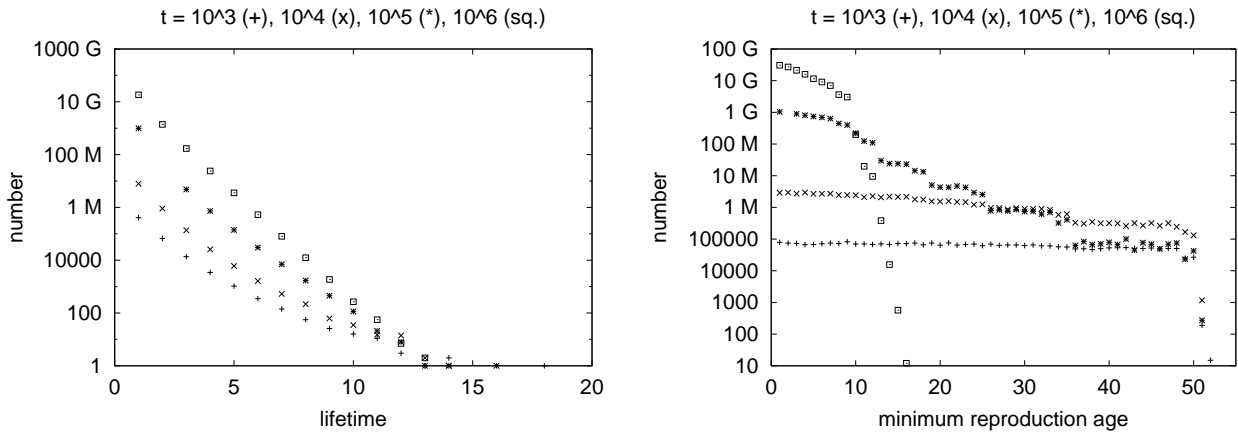 t = 10^3 (+), 10^4 (x), 10^5 (*), 10^6 (sq.)
1000 G
10 G
100 M
1 M
10000
100
1
number
0
5
10
15
20
lifetime
t = 10^3 (+), 10^4 (x), 10^5 (*), 10^6 (sq.)
100 G
10 G
1 G
100 M
10 M
1 M
100000
10000
1000
100
10
number
0
10
20
30
40
50
minimum reproduction age